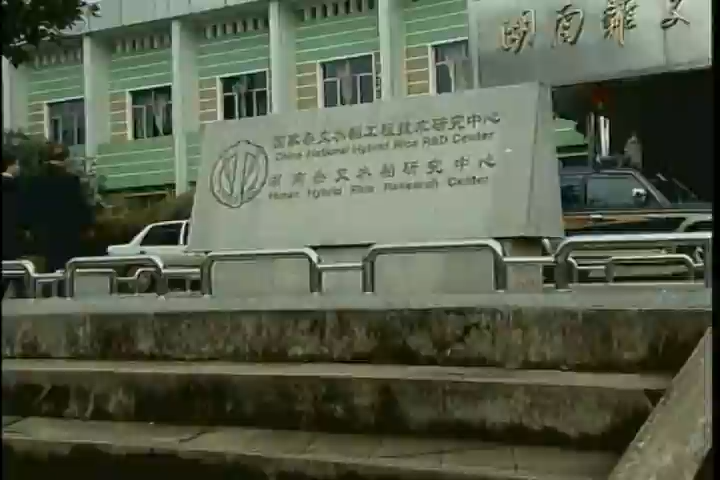 湖南雜交
国家杂交水稻工程技术研究中心
China National Hybrid Rice R&D Center
湖南杂交水稻研究中心
Hunan Hybrid Rice Research Center